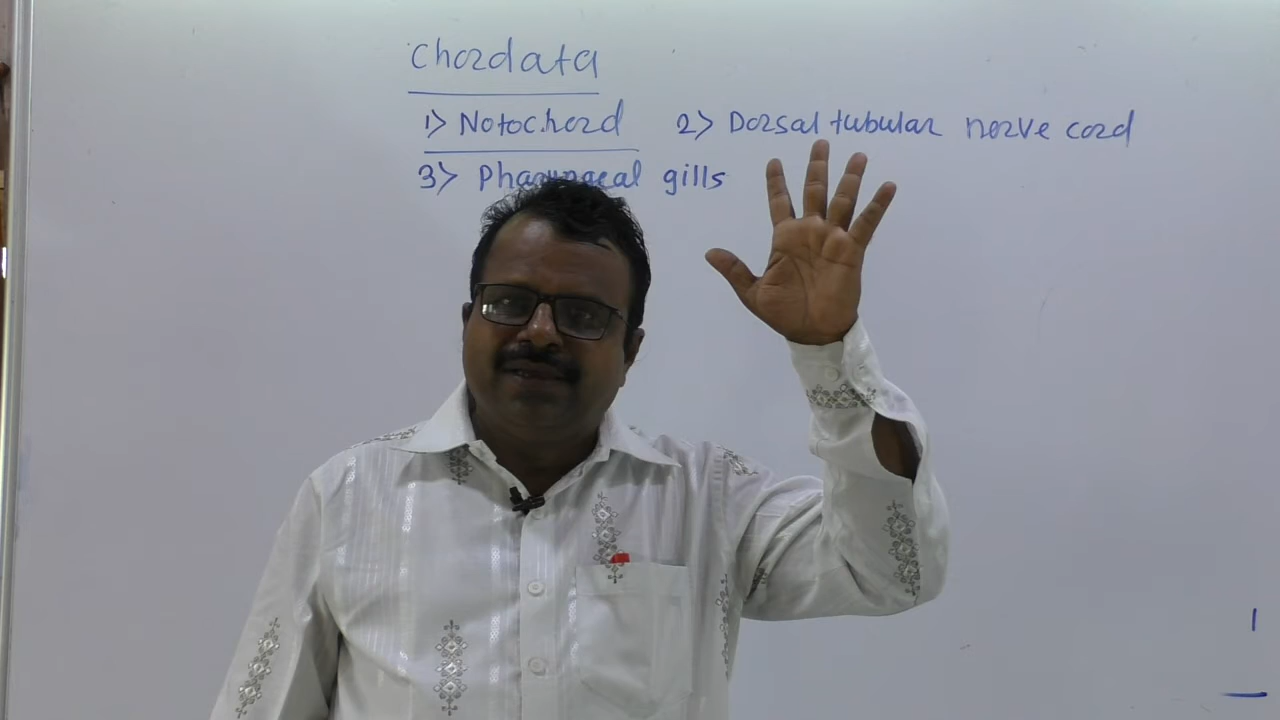 Chordata
1> Notochord 2> Dorsal tubular nerve cord
3> Pharyngeal gills